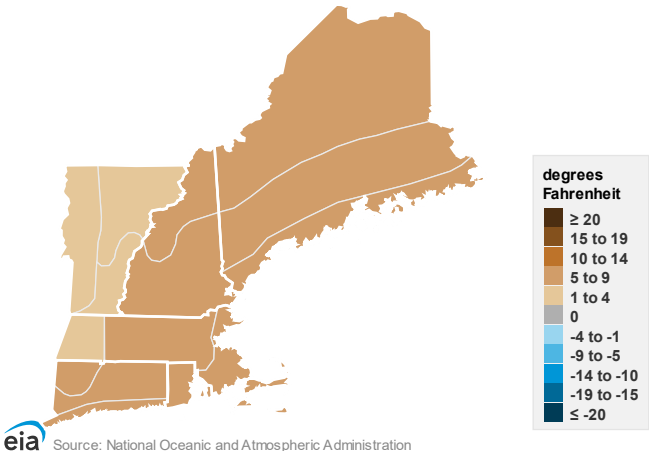 degrees
Fahrenheit
≥ 20
15 to 19
10 to 14
5 to 9
1 to 4
0
-4 to -1
-9 to -5
-14 to -10
-19 to -15
≤ -20
eia Source: National Oceanic and Atmospheric Administration